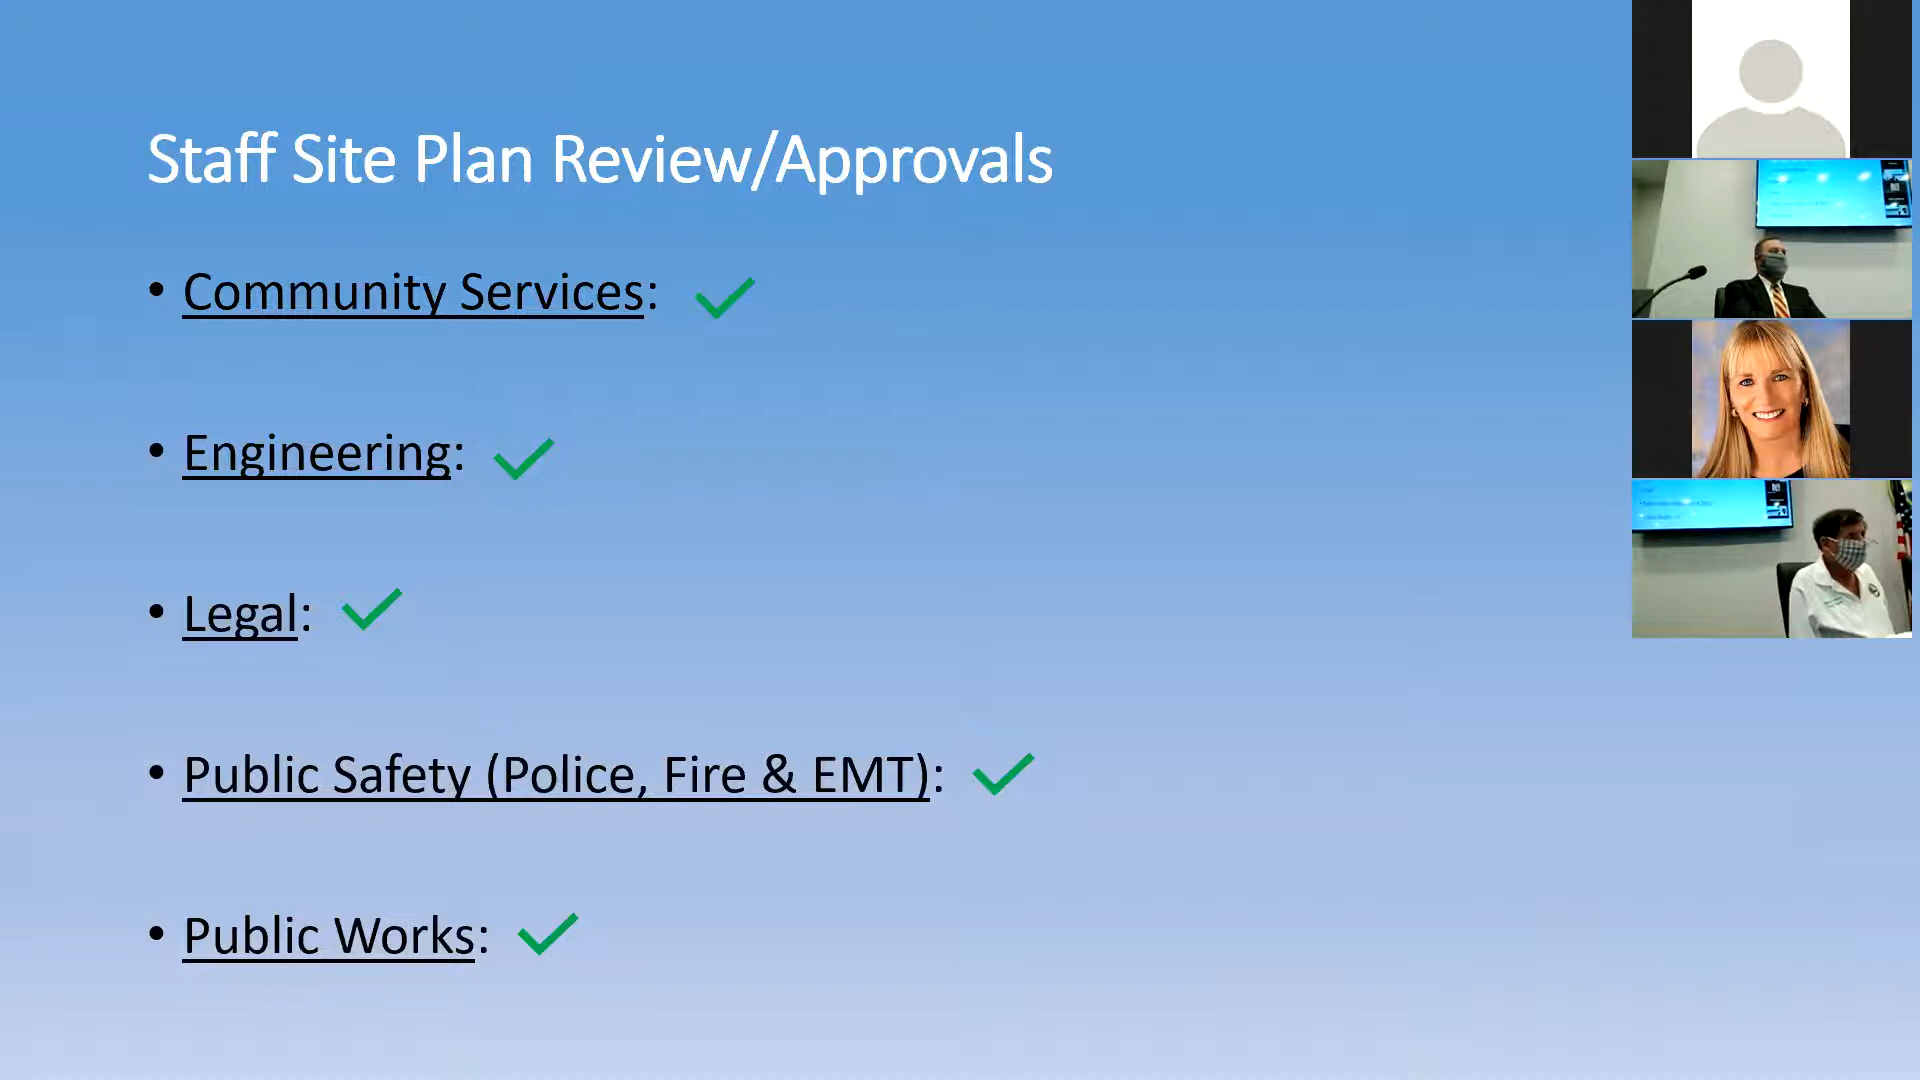 Staff Site Plan Review/Approvals
• Community Services:
• Engineering:
• Legal:
• Public Safety (Police, Fire & EMT):
• Public Works: